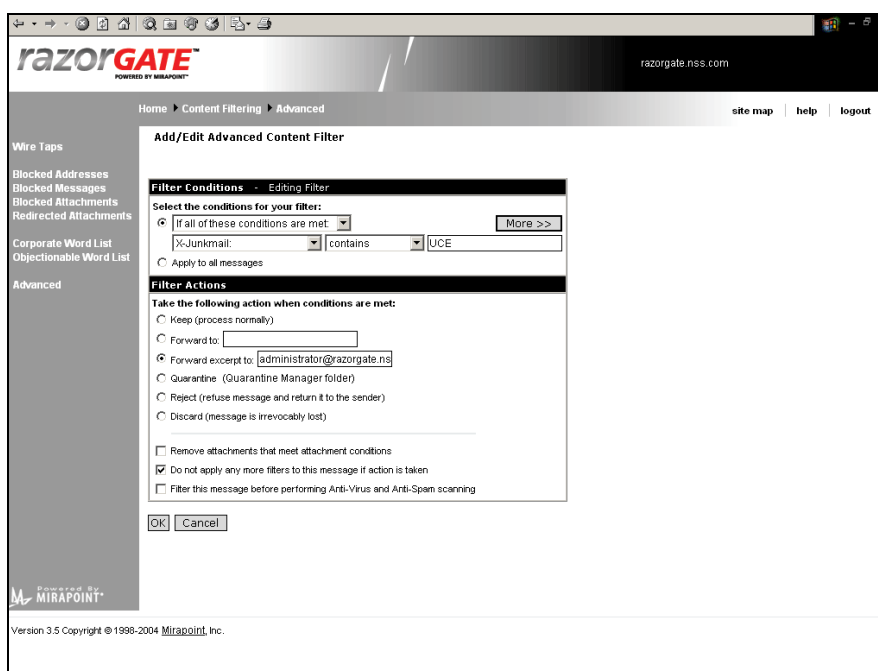 razorGATE™
POWERED BY MIRAPOINT™
razorgate.nss.com
Home Content Filtering Advanced
site map help logout
Wire Taps
Blocked Addresses
Blocked Messages
Blocked Attachments
Redirected Attachments
Corporate Word List
Objectionable Word List
Advanced
Add/Edit Advanced Content Filter
Filter Conditions - Editing Filter
Select the conditions for your filter:
If all of these conditions are met:
More >>
X-Junkmail: contains UCE
Apply to all messages
Filter Actions
Take the following action when conditions are met:
Keep (process normally)
Forward to:
Forward excerpt to: administrator@razorgate.ns
Quarantine (Quarantine Manager folder)
Reject (refuse message and return it to the sender)
Discard (message is irrevocably lost)
Remove attachments that meet attachment conditions
Do not apply any more filters to this message if action is taken
Filter this message before performing Anti-Virus and Anti-Spam scanning
OK Cancel
Powered By
MIRAPOINT
Version 3.5 Copyright © 1998-2004 Mirapoint, Inc.